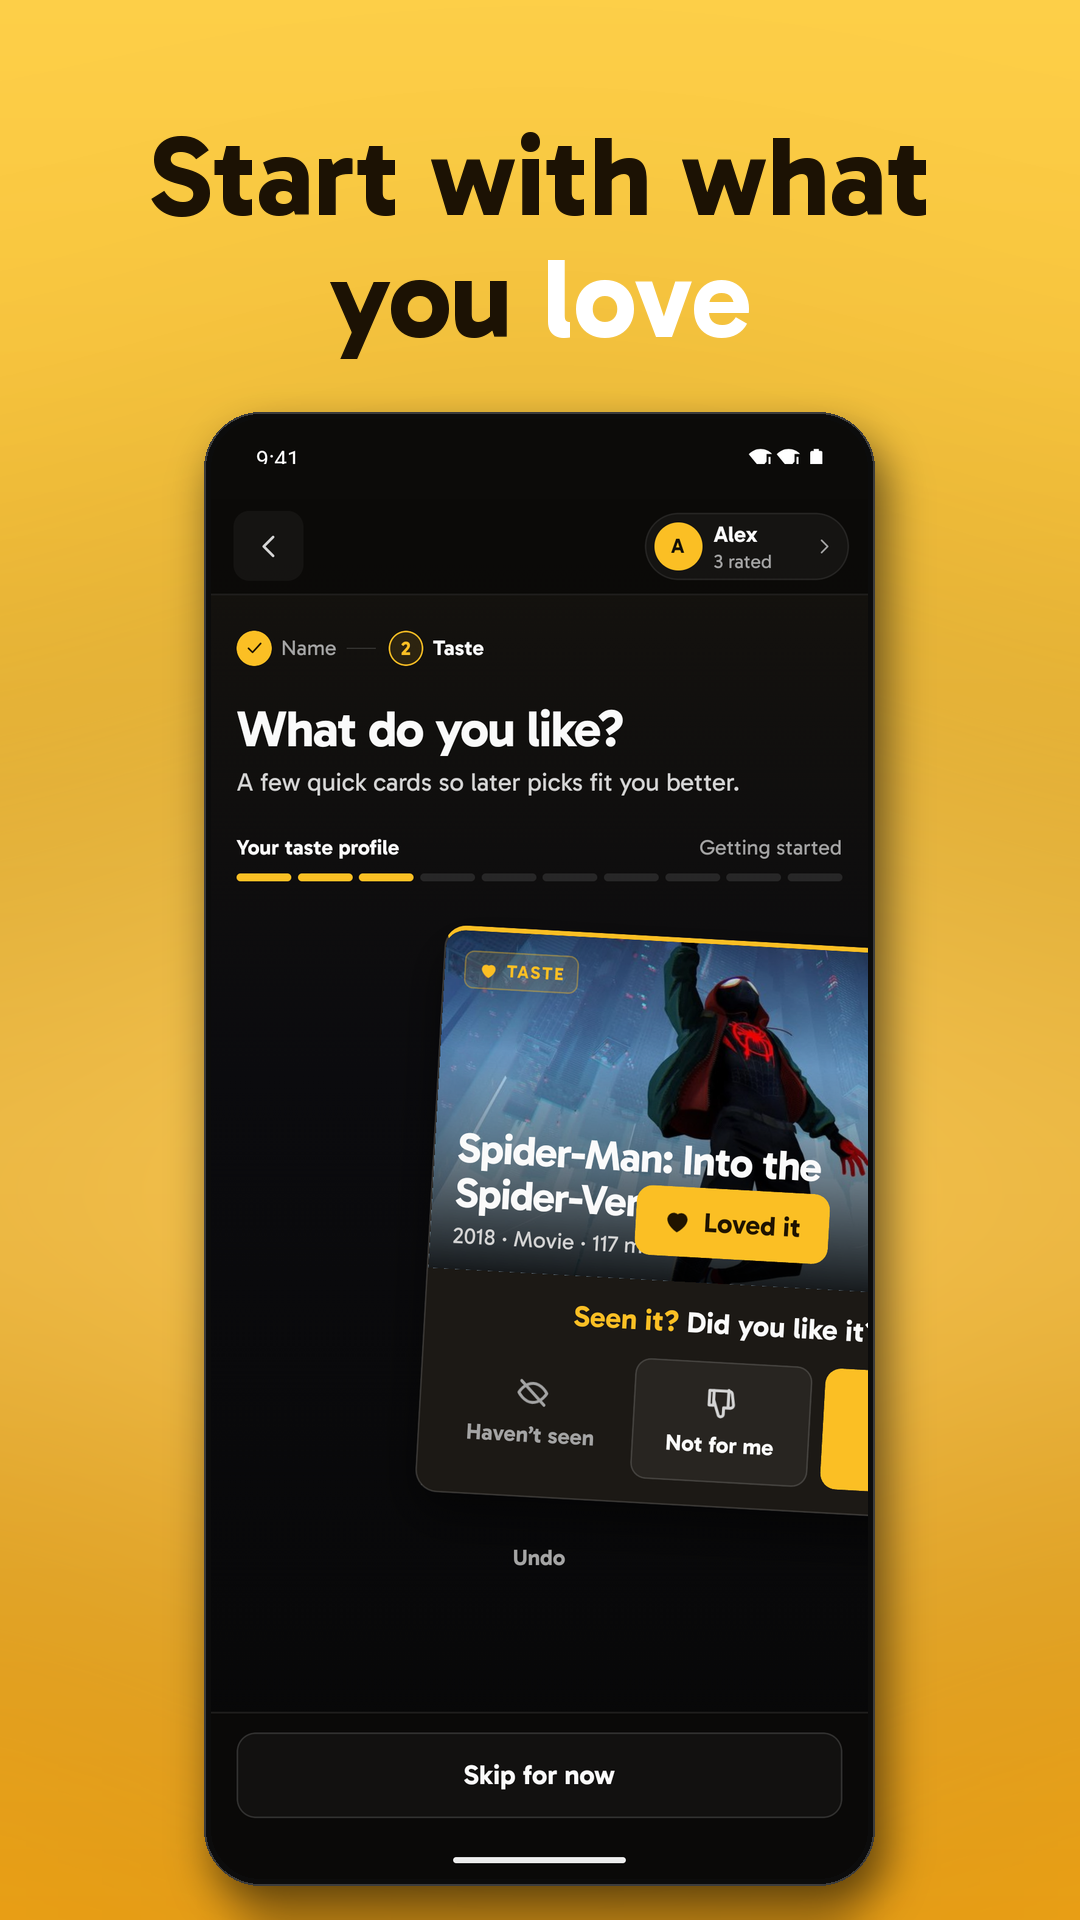 Start with what
you love
9:41
A
Alex
3 rated
Name
2
Taste
What do you like?
A few quick cards so later picks fit you better.
Your taste profile
Getting started
TASTE
Spider-Man: Into the
Spider-Ver
2018 · Movie · 117 m
Loved it
Seen it? Did you like it?
Haven’t seen
Not for me
Undo
Skip for now